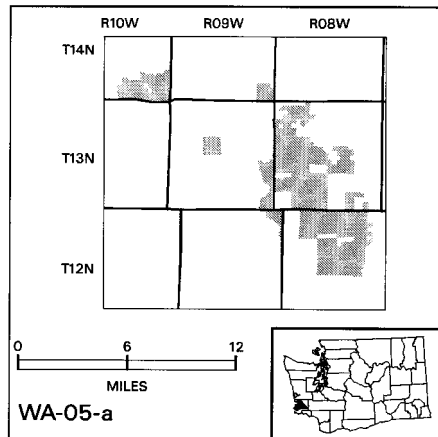 R10W R09W R08W
T14N
T13N
T12N
0 6 12
MILES
WA-05-a